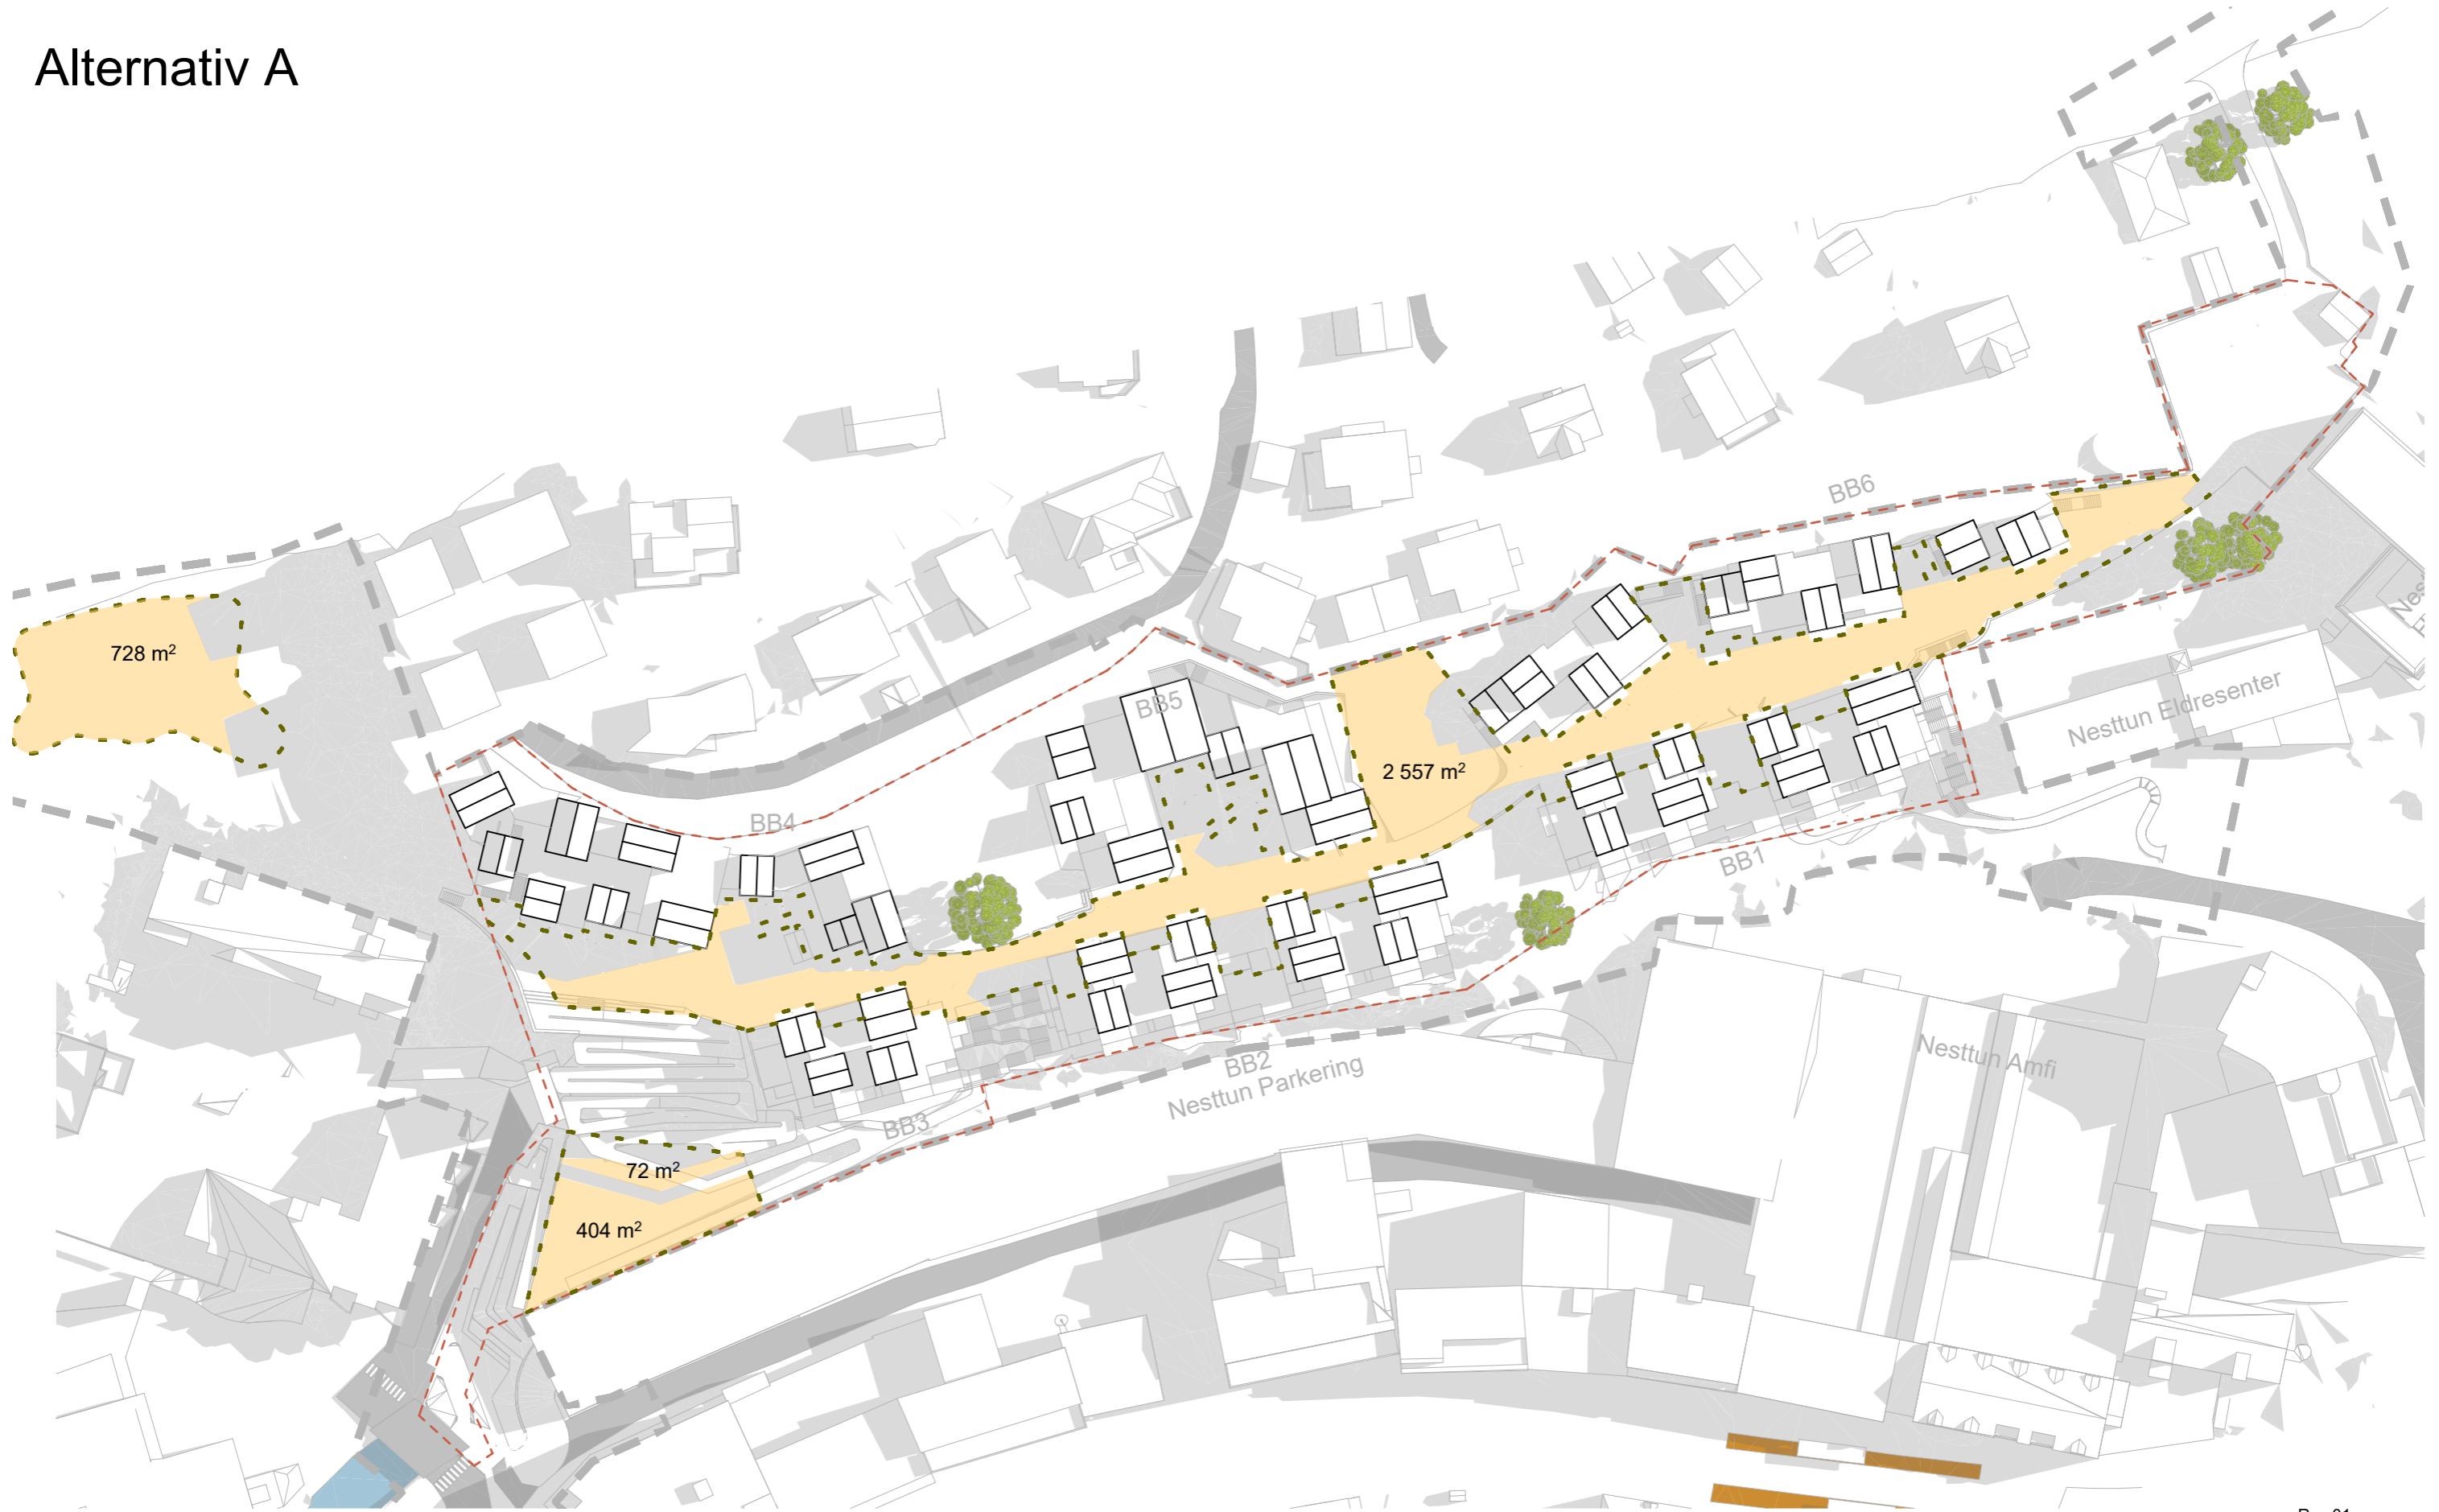 Alternativ A
BB6
728 m²
BB5
Nesttun Eldresenter
2 557 m²
BB4
BB1
Nesttun Amfi
BB2
Nesttun Parkering
BB3
72 m²
404 m²